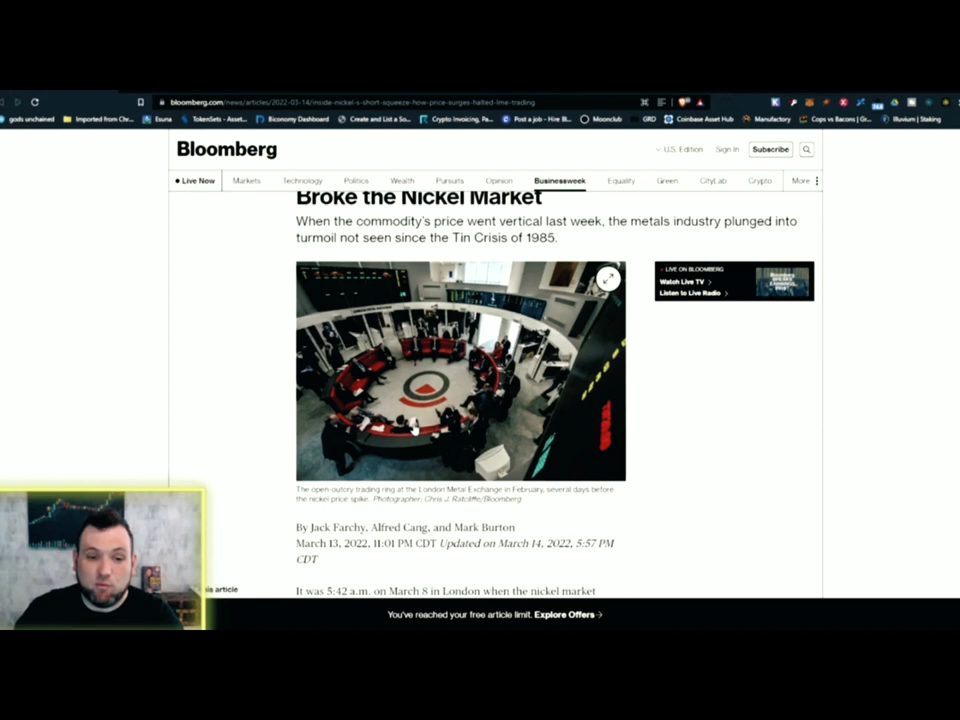 bloomberg.com/news/articles/2022-03-14/inside-nickel-s-short-squeeze-how-price-surges-halted-lme-trading
gods unchained Imported from Chr... Esuna TokenSets - Asset... Biconomy Dashboard Create and List a So... Crypto Invoicing, Pa... Post a job - Hire Bl... Moonclub GRD Coinbase Asset Hub Manufactory Cops vs Bacons | Gr... Illuvium | Staking
Bloomberg
U.S. Edition Sign In Subscribe
Live Now Markets Technology Politics Wealth Pursuits Opinion Businessweek Equality Green CityLab Crypto More
Broke the Nickel Market
When the commodity's price went vertical last week, the metals industry plunged into
turmoil not seen since the Tin Crisis of 1985.
LIVE ON BLOOMBERG
Watch Live TV
Listen to Live Radio
The open-outcry trading ring at the London Metal Exchange in February, several days before
the nickel price spike. Photographer: Chris J. Ratcliffe/Bloomberg
By Jack Farchy, Alfred Cang, and Mark Burton
March 13, 2022, 11:01 PM CDT Updated on March 14, 2022, 5:57 PM
CDT
article
It was 5:42 a.m. on March 8 in London when the nickel market
You've reached your free article limit. Explore Offers